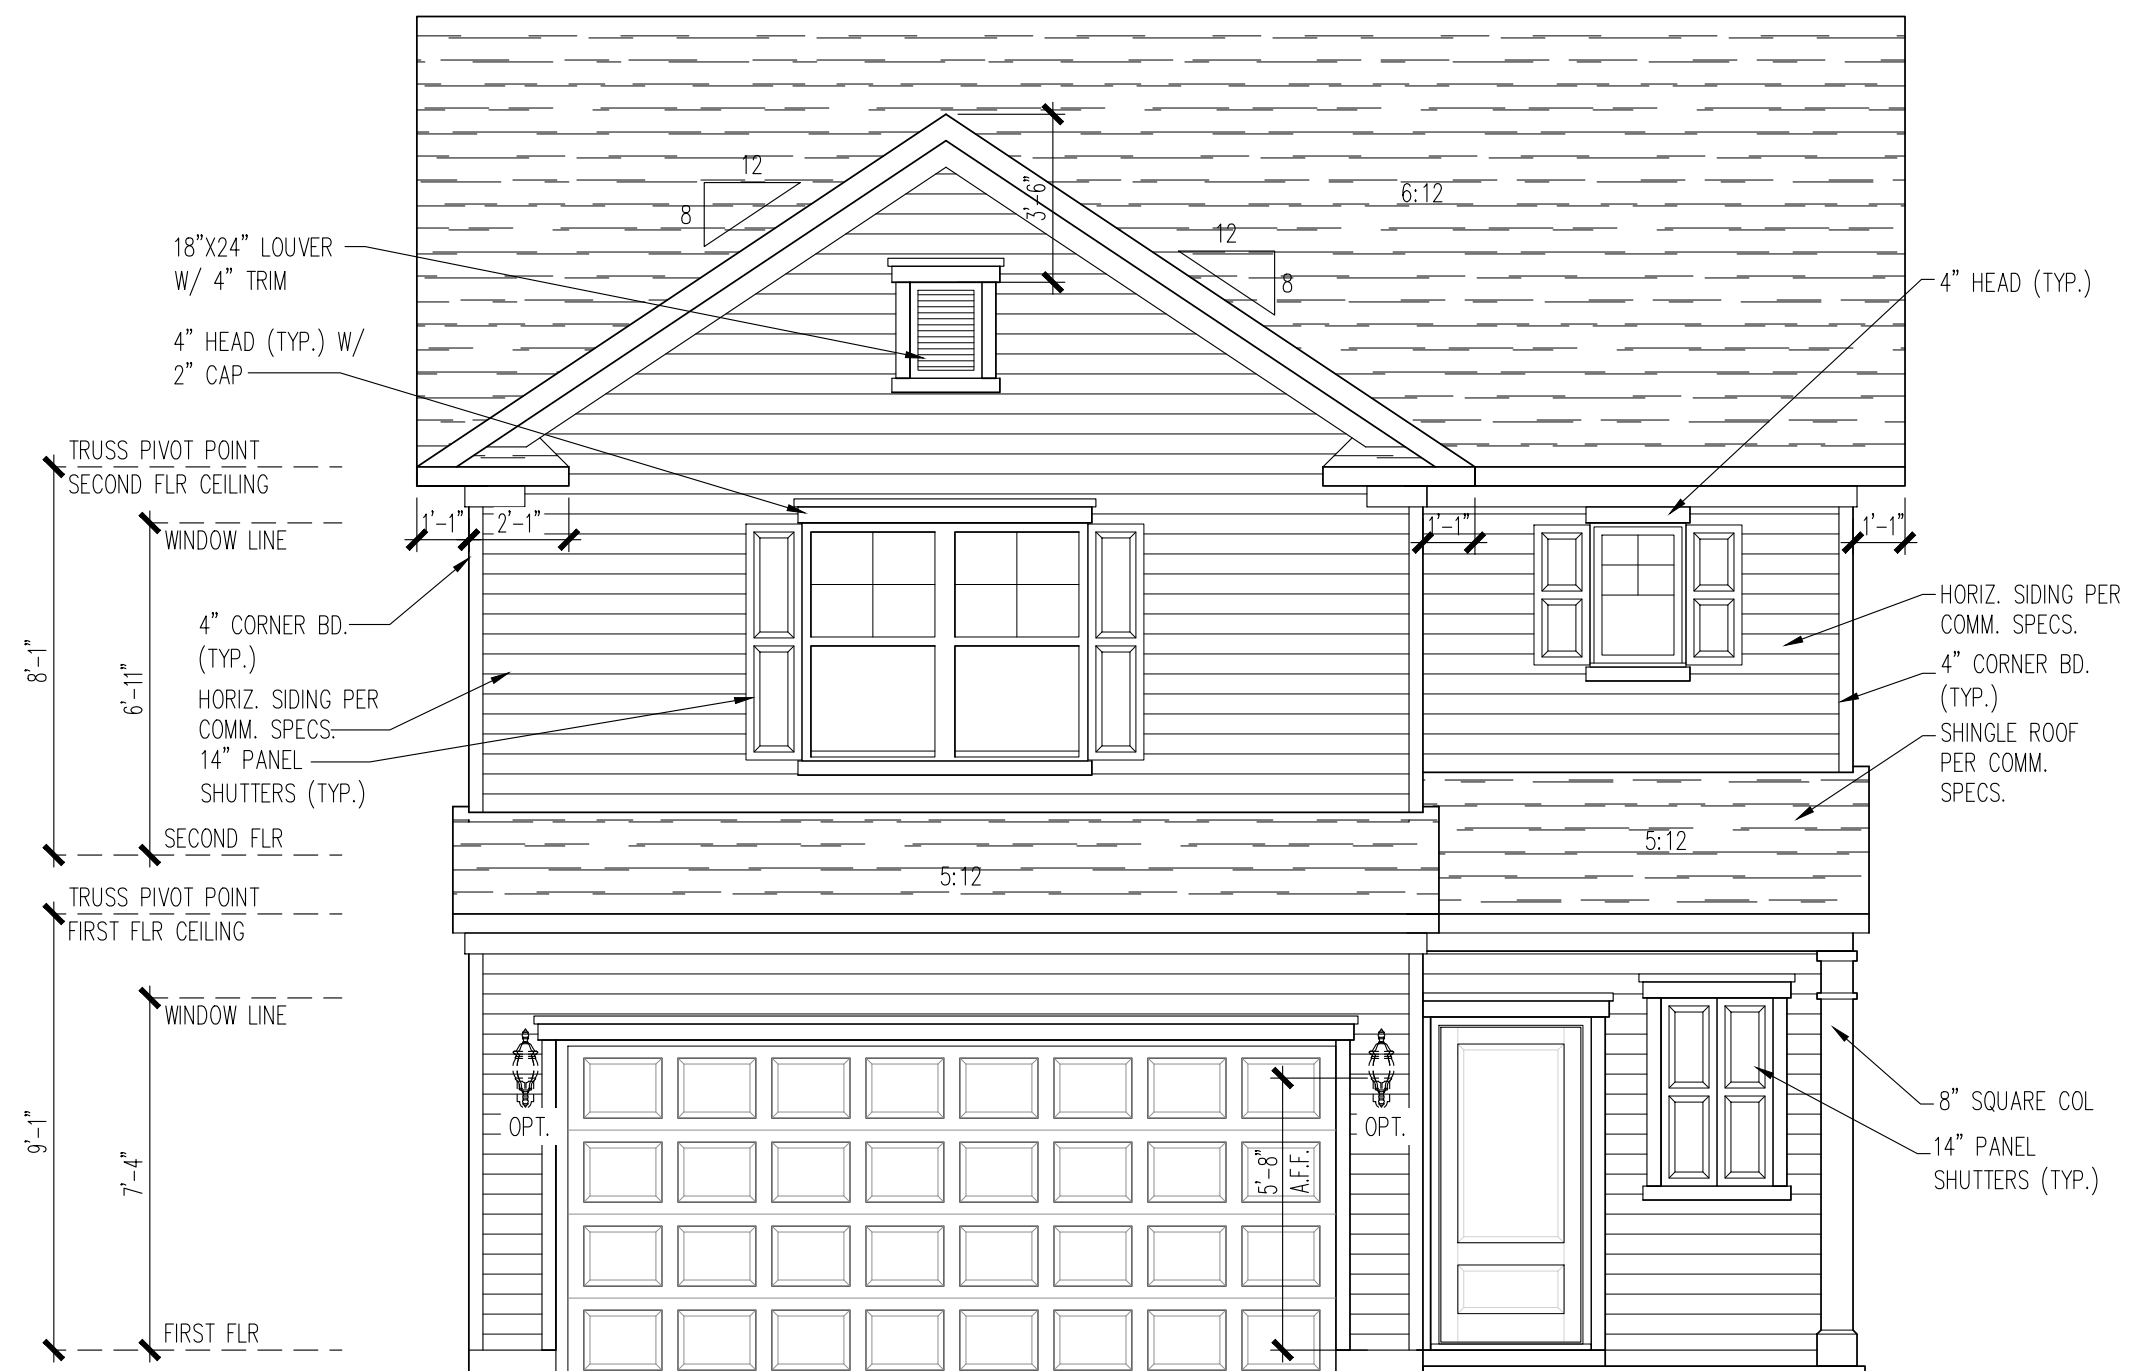 12
8
6:12
12
8
3'-6"
18"X24" LOUVER
W/ 4" TRIM
4" HEAD (TYP.) W/
2" CAP
4" HEAD (TYP.)
TRUSS PIVOT POINT
SECOND FLR CEILING
WINDOW LINE
1'-1"
2'-1"
1'-1"
1'-1"
4" CORNER BD.
(TYP.)
HORIZ. SIDING PER
COMM. SPECS.
14" PANEL
SHUTTERS (TYP.)
8'-1"
6'-11"
HORIZ. SIDING PER
COMM. SPECS.
4" CORNER BD.
(TYP.)
SHINGLE ROOF
PER COMM.
SPECS.
SECOND FLR
5:12
5:12
TRUSS PIVOT POINT
FIRST FLR CEILING
WINDOW LINE
OPT.
OPT.
5'-8"
A.F.F.
8" SQUARE COL
14" PANEL
SHUTTERS (TYP.)
9'-1"
7'-4"
FIRST FLR